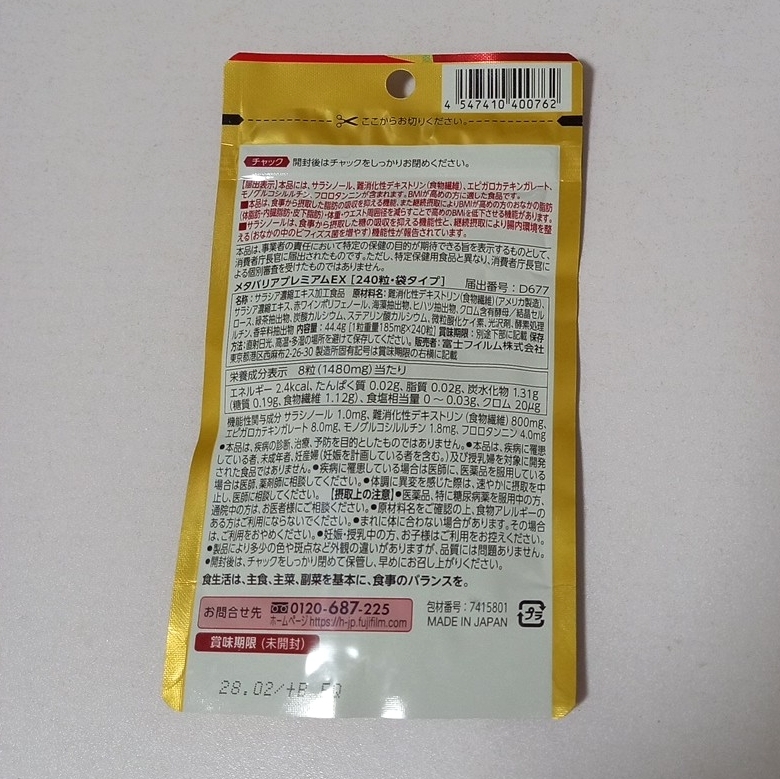 4 547410 400762
ここからお切りください。
チャック 開封後はチャックをしっかりお閉めください。
【届出表示】本品には、サラシノール、難消化性デキストリン(食物繊維)、エピガロカテキンガレート、
モノグルコシルルチン、フロロタンニンが含まれます。BMIが高めの方に適した食品です。
■本品は、食事から摂取した脂肪の吸収を抑える機能、また継続摂取によりBMIが高めの方のおなかの脂肪
(体脂肪・内臓脂肪・皮下脂肪)・体重・ウエスト周囲径を減らすことで高めのBMIを低下させる機能があります。
■サラシノールは、食事から摂取した糖の吸収を抑える機能性と、継続摂取により腸内環境を整
える(おなかの中のビフィズス菌を増やす)機能性が報告されています。
本品は、事業者の責任において特定の保健の目的が期待できる旨を表示するものとして、
消費者庁長官に届出されたものです。ただし、特定保健用食品と異なり、消費者庁長官に
よる個別審査を受けたものではありません。
メタバリアプレミアムEX [240粒・袋タイプ] 届出番号:D677
名称:サラシア濃縮エキス加工食品 原材料名:難消化性デキストリン(食物繊維)(アメリカ製造)、
サラシア濃縮エキス、赤ワインポリフェノール、海藻抽出物、ヒハツ抽出物、クロム含有酵母/結晶セル
ロース、緑茶抽出物、炭酸カルシウム、ステアリン酸カルシウム、微粒酸化ケイ素、光沢剤、酵素処理
ルチン、香辛料抽出物 内容量:44.4g[1粒重量185mg×240粒] 賞味期限:別途下部に記載 保存
方法:直射日光、高温・多湿の場所を避けて保存してください。 販売者:富士フイルム株式会社
東京都港区西麻布2-26-30 製造所固有記号は賞味期限の右横に記載
栄養成分表示 8粒(1480mg)当たり
エネルギー 2.4kcal、たんぱく質 0.02g、脂質 0.02g、炭水化物 1.31g
(糖質 0.19g、食物繊維 1.12g)、食塩相当量 0~0.03g、クロム 20μg
機能性関与成分 サラシノール 1.0mg、難消化性デキストリン(食物繊維)800mg、
エピガロカテキンガレート 8.0mg、モノグルコシルルチン 1.8mg、フロロタンニン 4.0mg
●本品は、疾病の診断、治療、予防を目的としたものではありません。●本品は、疾病に罹患
している者、未成年者、妊産婦(妊娠を計画している者を含む。)及び授乳婦を対象に開発
された食品ではありません。●疾病に罹患している場合は医師に、医薬品を服用している
場合は医師、薬剤師に相談してください。●体調に異変を感じた際は、速やかに摂取を中
止し、医師に相談してください。【摂取上の注意】●医薬品、特に糖尿病薬を服用中の方、
通院中の方は、お医者様にご相談ください。●原材料名をご確認の上、食物アレルギーの
ある方はご利用にならないでください。●まれに体に合わない場合があります。その場合
は、ご利用をおやめください。●妊娠・授乳中の方、お子様はご利用をお控えください。
●製品により多少の色や斑点など外観の違いがありますが、品質には問題ありません。
●開封後は、チャックをしっかり閉めて保管し、早めにお召し上がりください。
食生活は、主食、主菜、副菜を基本に、食事のバランスを。
お問合せ先 0120-687-225
ホームページ https://h-jp.fujifilm.com
包材番号:7415801
MADE IN JAPAN
プラ
賞味期限(未開封)
28.02/+B